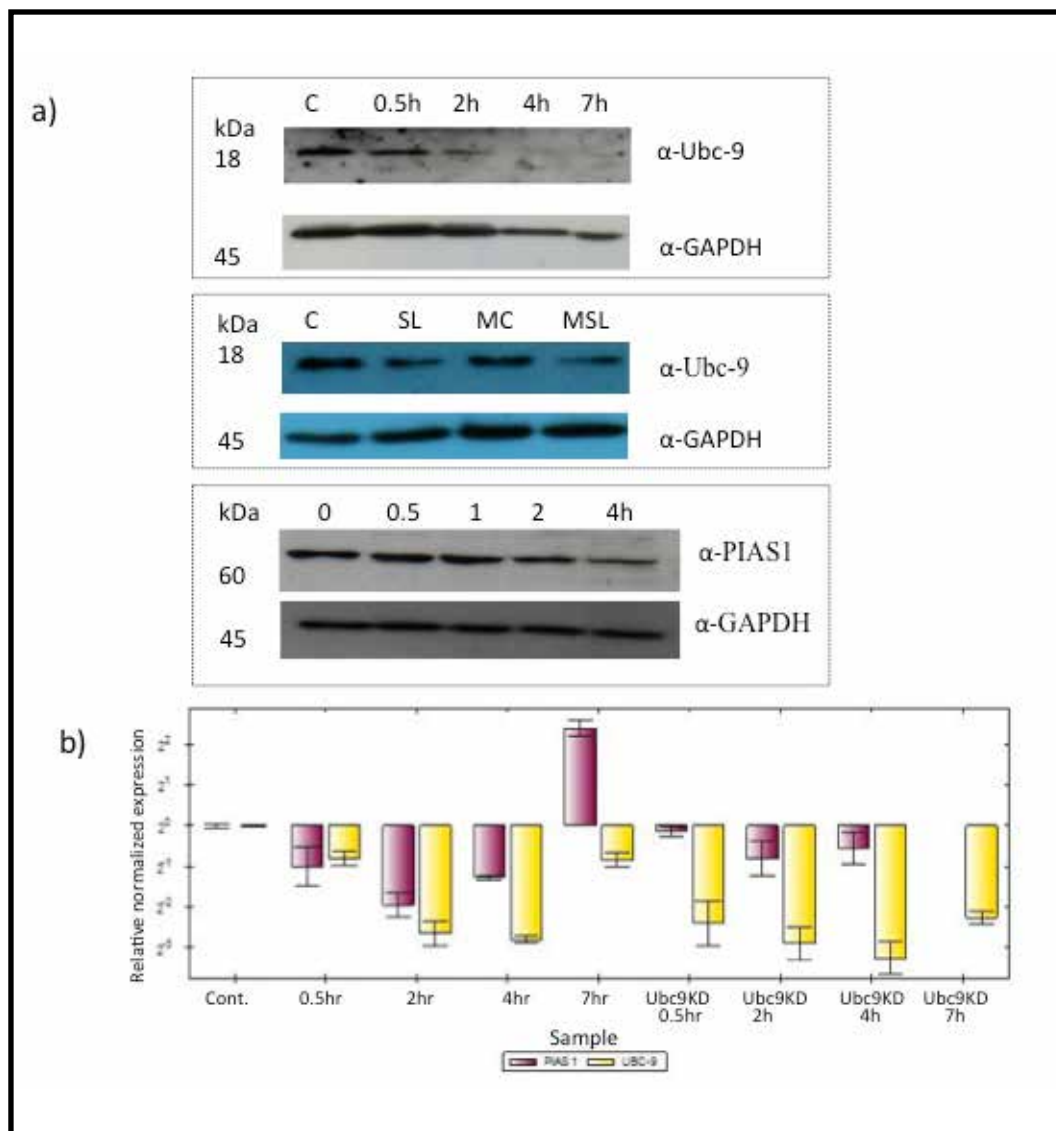 a)
C 0.5h 2h 4h 7h
kDa
18
α-Ubc-9
45
α-GAPDH
kDa
C SL MC MSL
18
α-Ubc-9
45
α-GAPDH
kDa
0 0.5 1 2 4h
α-PIAS1
60
α-GAPDH
45
b)
Relative normalized expression
Cont. 0.5hr 2hr 4hr 7hr Ubc9KD Ubc9KD Ubc9KD Ubc9KD
0.5hr 2h 4h 7h
Sample
PIAS 1 UBC-9